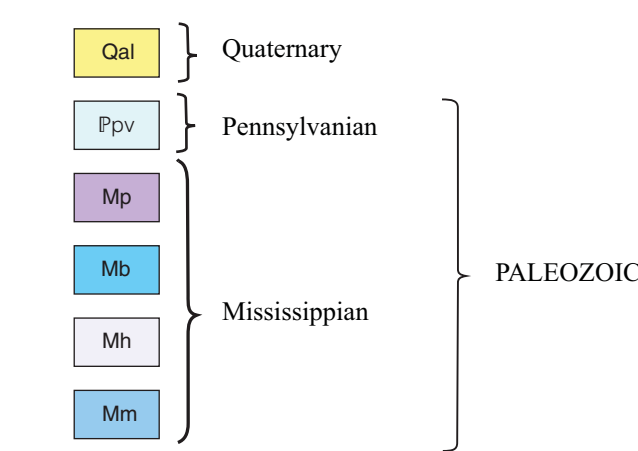 Qal Quaternary
ℙpv Pennsylvanian
Mp
Mb PALEOZOIC
Mississippian
Mh
Mm